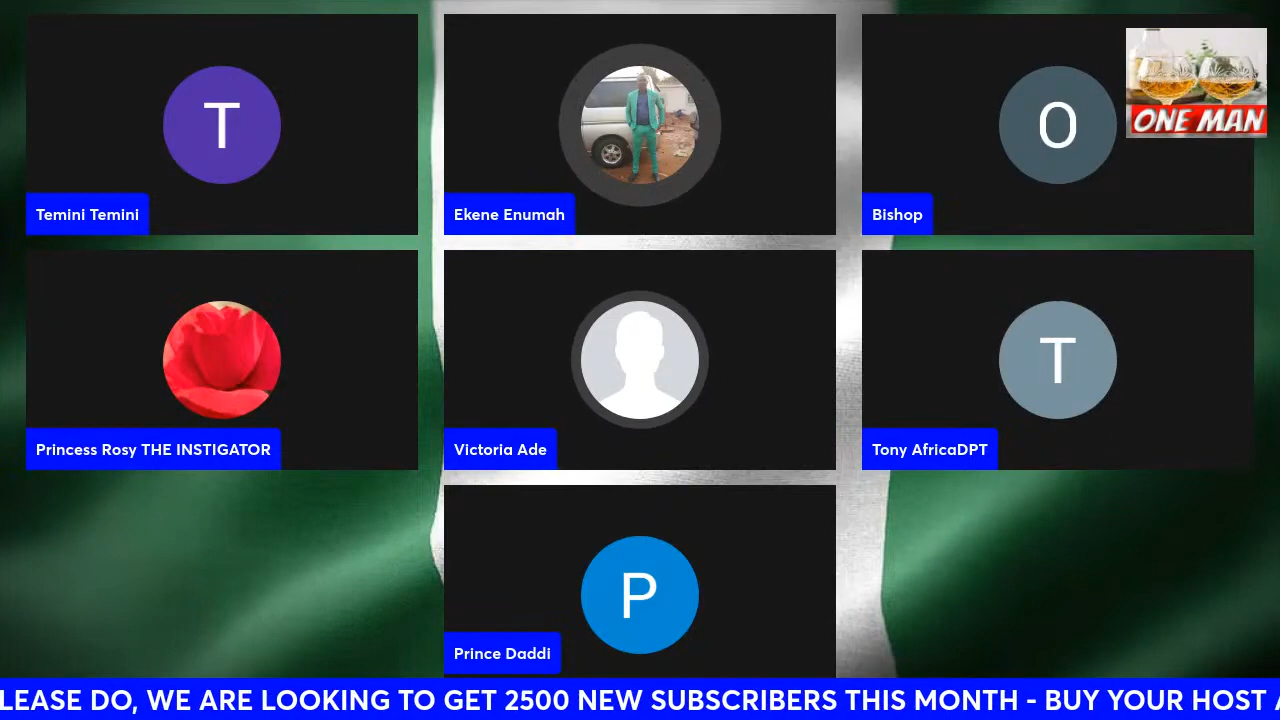 T
Temini Temini
Ekene Enumah
O
Bishop
ONE MAN
Princess Rosy THE INSTIGATOR
Victoria Ade
T
Tony AfricaDPT
P
Prince Daddi
LEASE DO, WE ARE LOOKING TO GET 2500 NEW SUBSCRIBERS THIS MONTH - BUY YOUR HOST